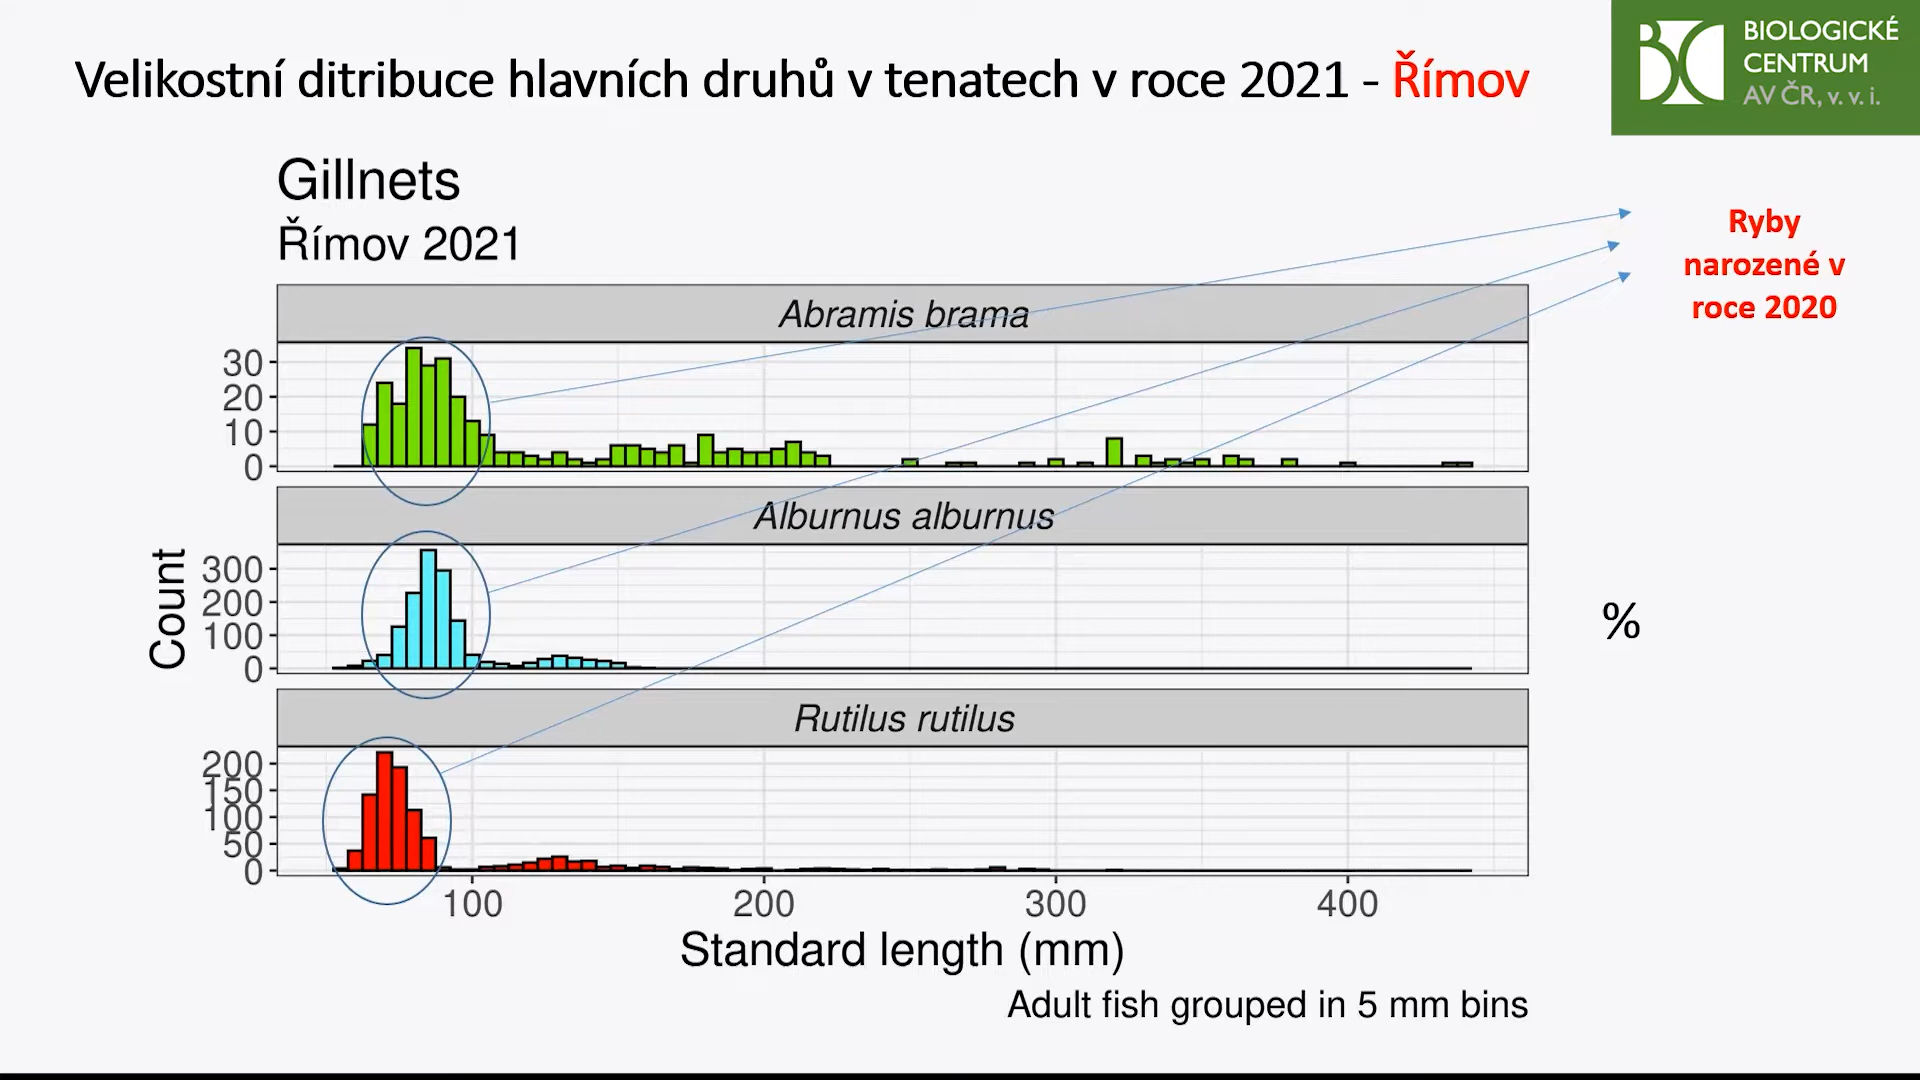 Velikostní ditribuce hlavních druhů v tenatech v roce 2021 - Římov
BIOLOGICKÉ
CENTRUM
AV ČR, v. v. i.
Gillnets
Římov 2021
Ryby
narozené v
roce 2020
Abramis brama
30
20
10
0
Alburnus alburnus
300
200
100
0
Count
%
Rutilus rutilus
200
150
100
50
0
100 200 300 400
Standard length (mm)
Adult fish grouped in 5 mm bins